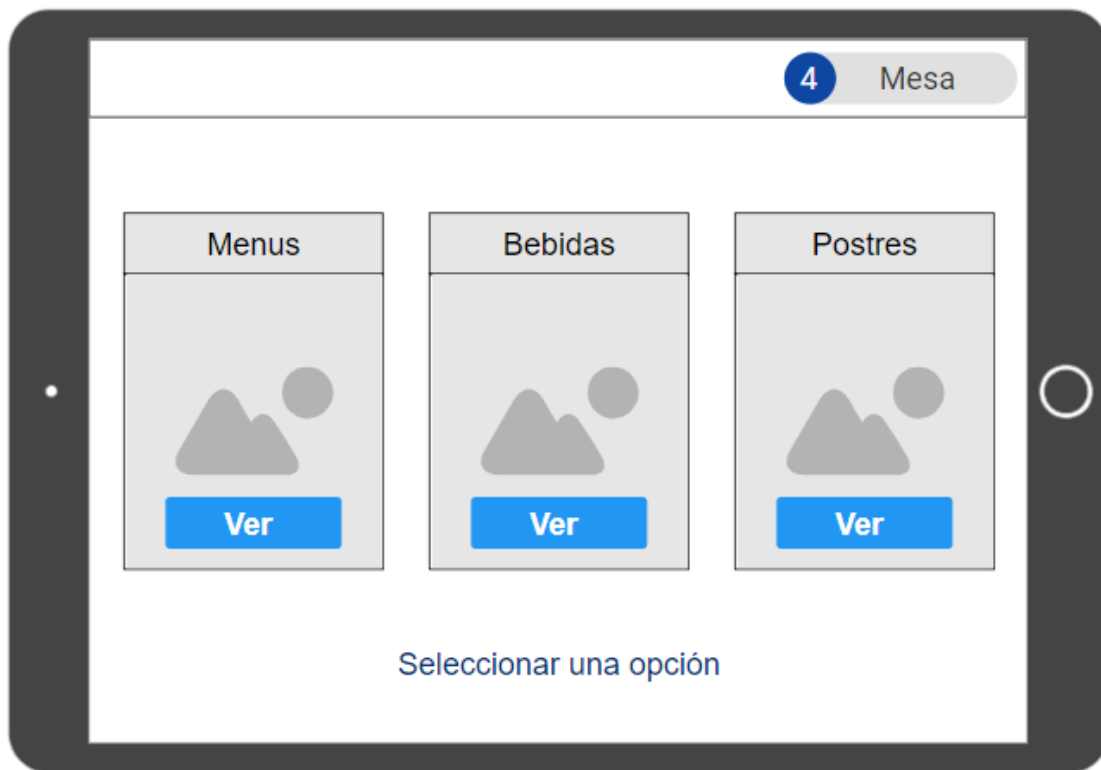 4 Mesa
Menus
Bebidas
Postres
Ver
Ver
Ver
Seleccionar una opción